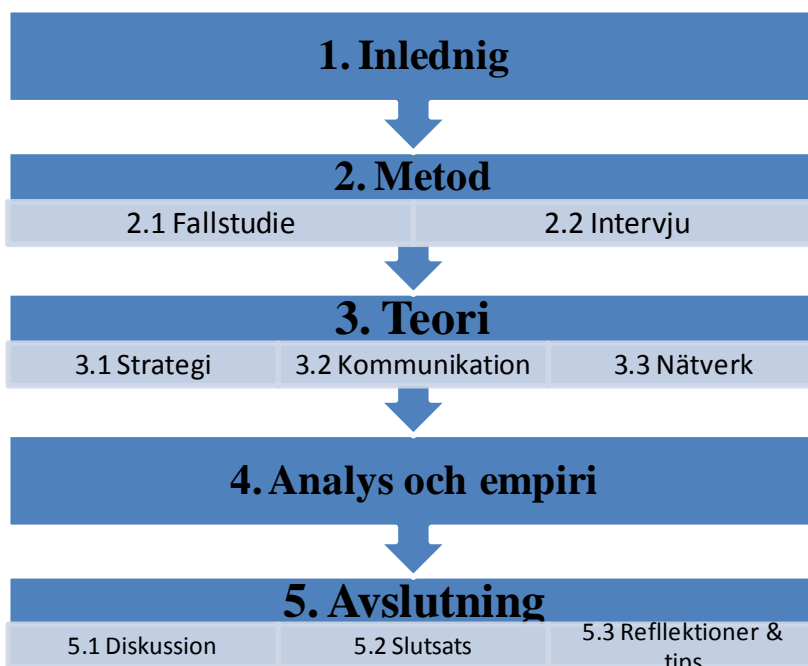 1. Inlednig
2. Metod
2.1 Fallstudie
2.2 Intervju
3. Teori
3.1 Strategi
3.2 Kommunikation
3.3 Nätverk
4. Analys och empiri
5. Avslutning
5.1 Diskussion
5.2 Slutsats
5.3 Refllektioner &
tips